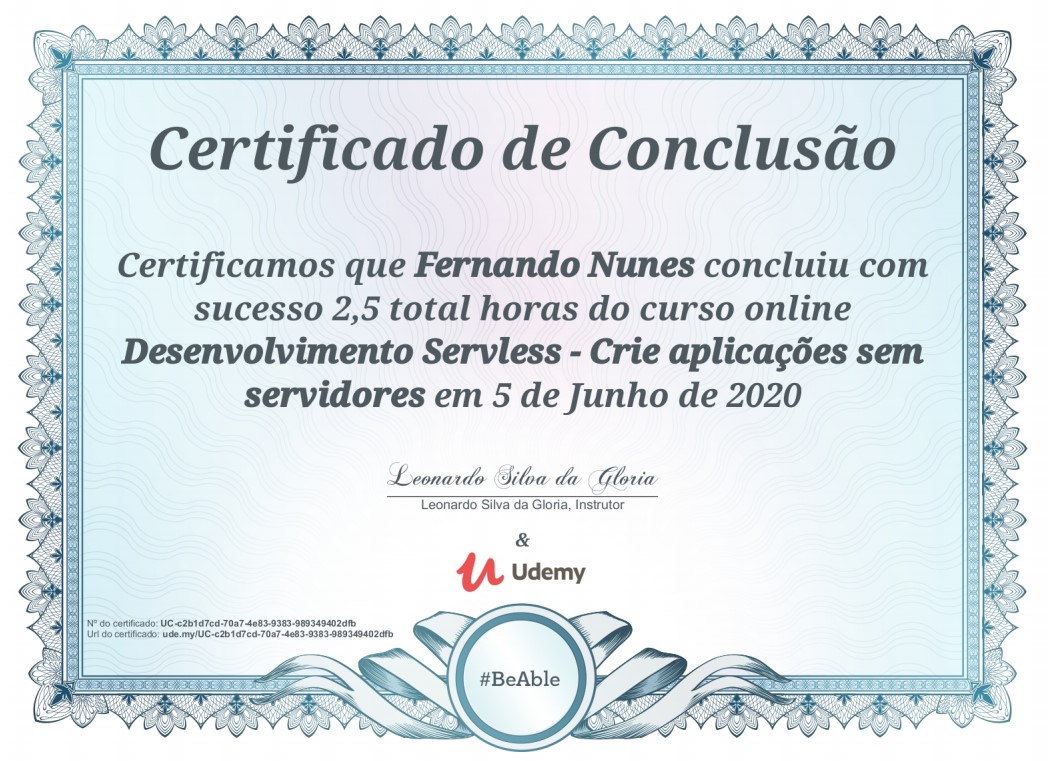 Certificado de Conclusão
Certificamos que Fernando Nunes concluiu com
sucesso 2,5 total horas do curso online
Desenvolvimento Servless - Crie aplicações sem
servidores em 5 de Junho de 2020
Leonardo Silva da Gloria
Leonardo Silva da Gloria, Instrutor
&
Udemy
Nº do certificado: UC-c2b1d7cd-70a7-4e83-9383-989349402dfb
Url do certificado: ude.my/UC-c2b1d7cd-70a7-4e83-9383-989349402dfb
#BeAble